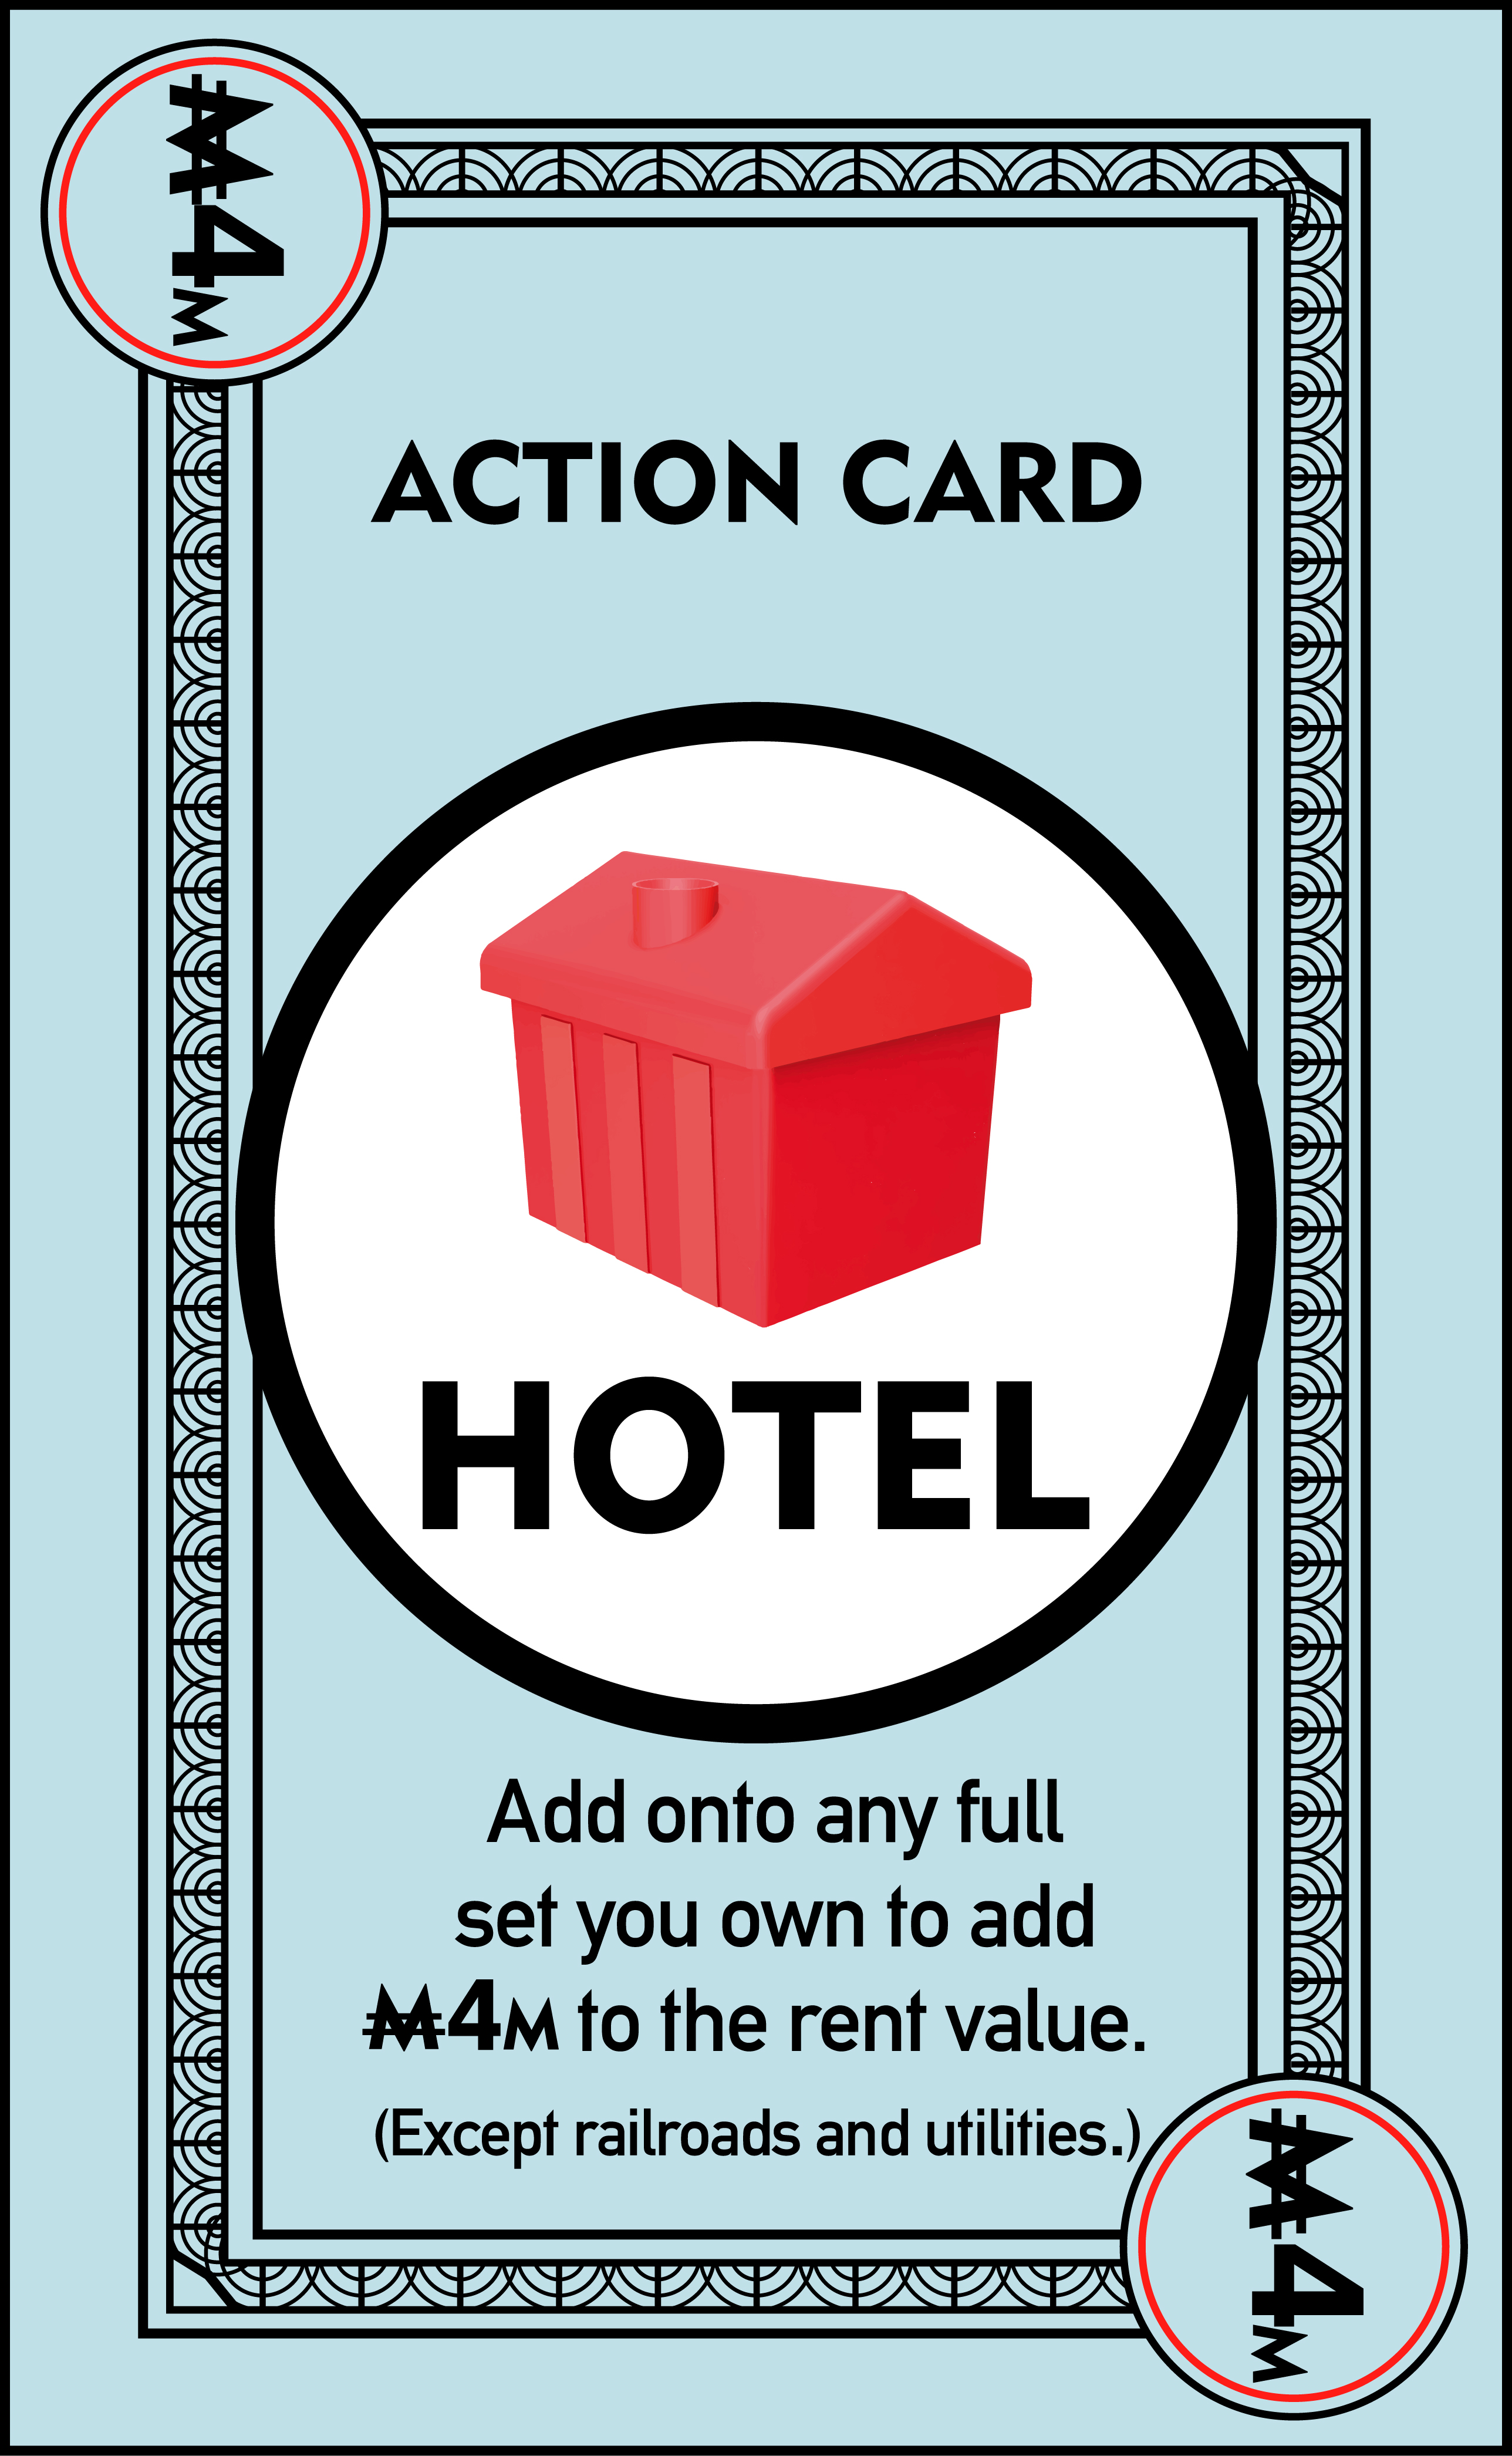 ₩4M
ACTION CARD
HOTEL
Add onto any full
set you own to add
₩4M to the rent value.
(Except railroads and utilities.)
₩4M